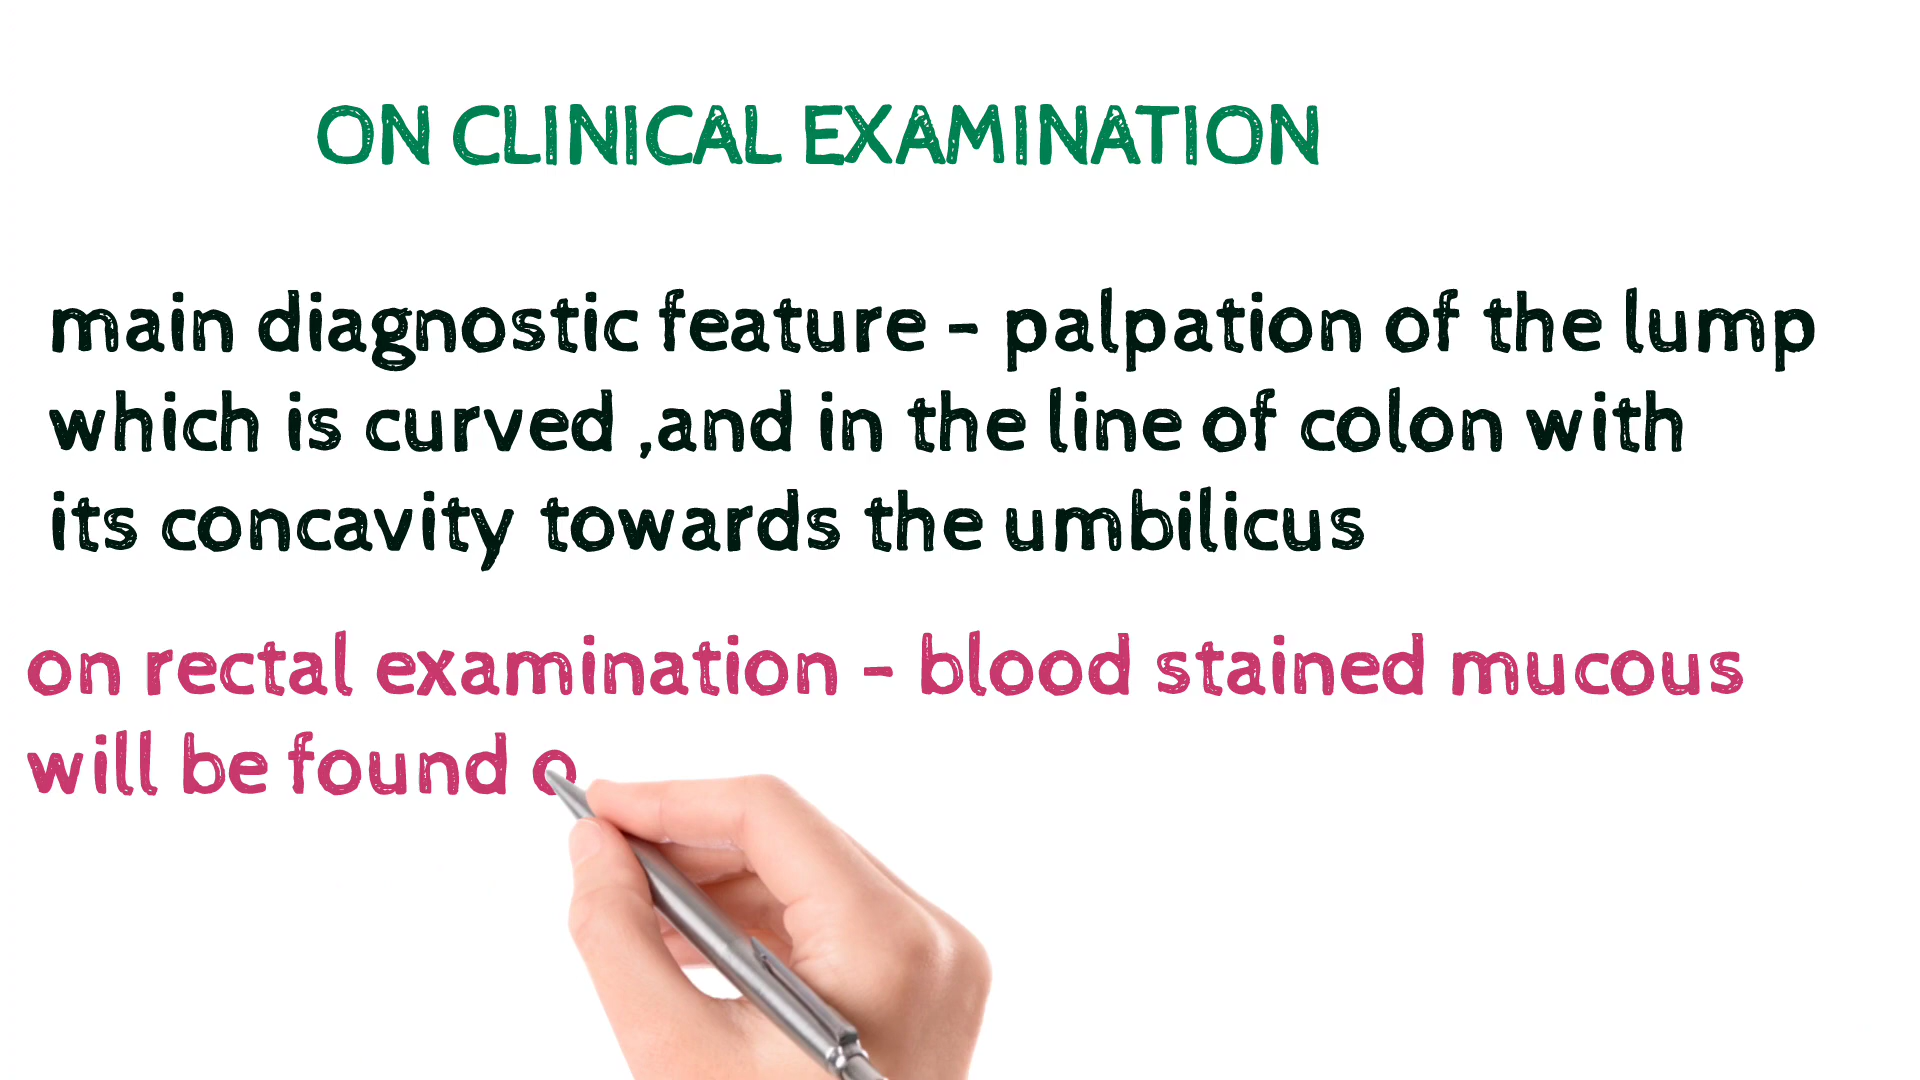 ON CLINICAL EXAMINATION
main diagnostic feature - palpation of the lump
which is curved ,and in the line of colon with
its concavity towards the umbilicus
on rectal examination - blood stained mucous
will be found o